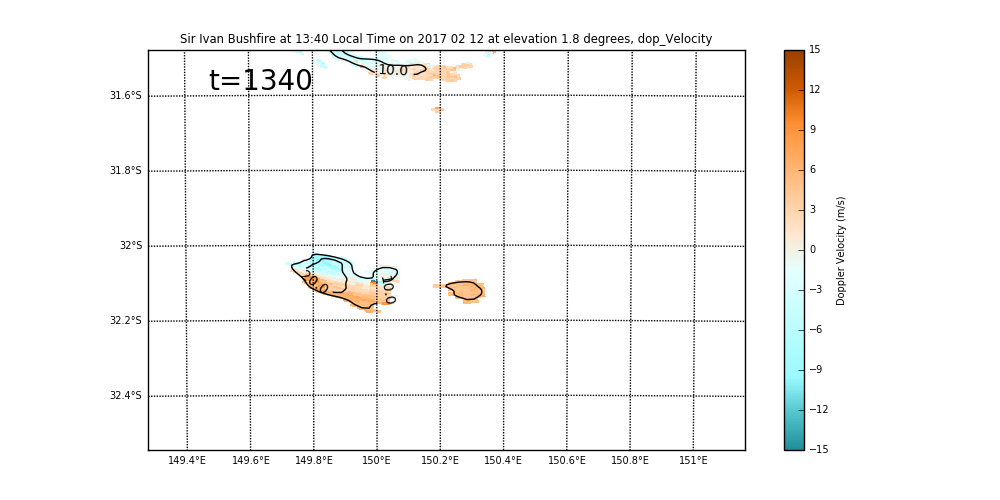 Sir Ivan Bushfire at 13:40 Local Time on 2017 02 12 at elevation 1.8 degrees, dop_Velocity
t=1340
10.0
20.0
10.0
31.6°S
31.8°S
32°S
32.2°S
32.4°S
149.4°E 149.6°E 149.8°E 150°E 150.2°E 150.4°E 150.6°E 150.8°E 151°E
15
12
9
6
3
0
−3
−6
−9
−12
−15
Doppler Velocity (m/s)